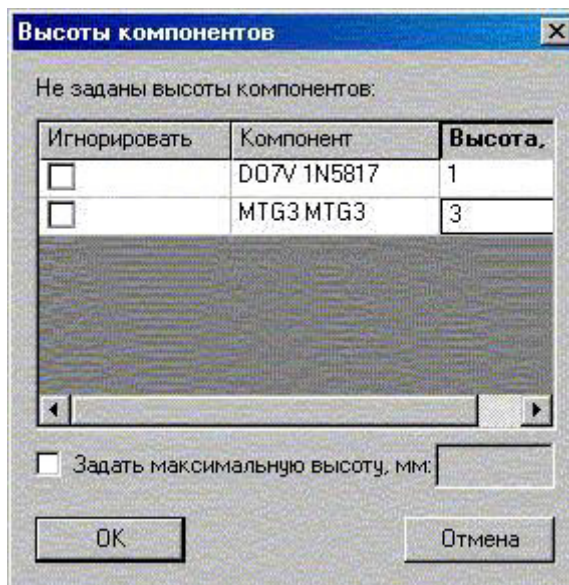 Высоты компонентов
Не заданы высоты компонентов:
Игнорировать Компонент Высота,
DO7V 1N5817 1
MTG3 MTG3 3
Задать максимальную высоту, мм:
OK Отмена